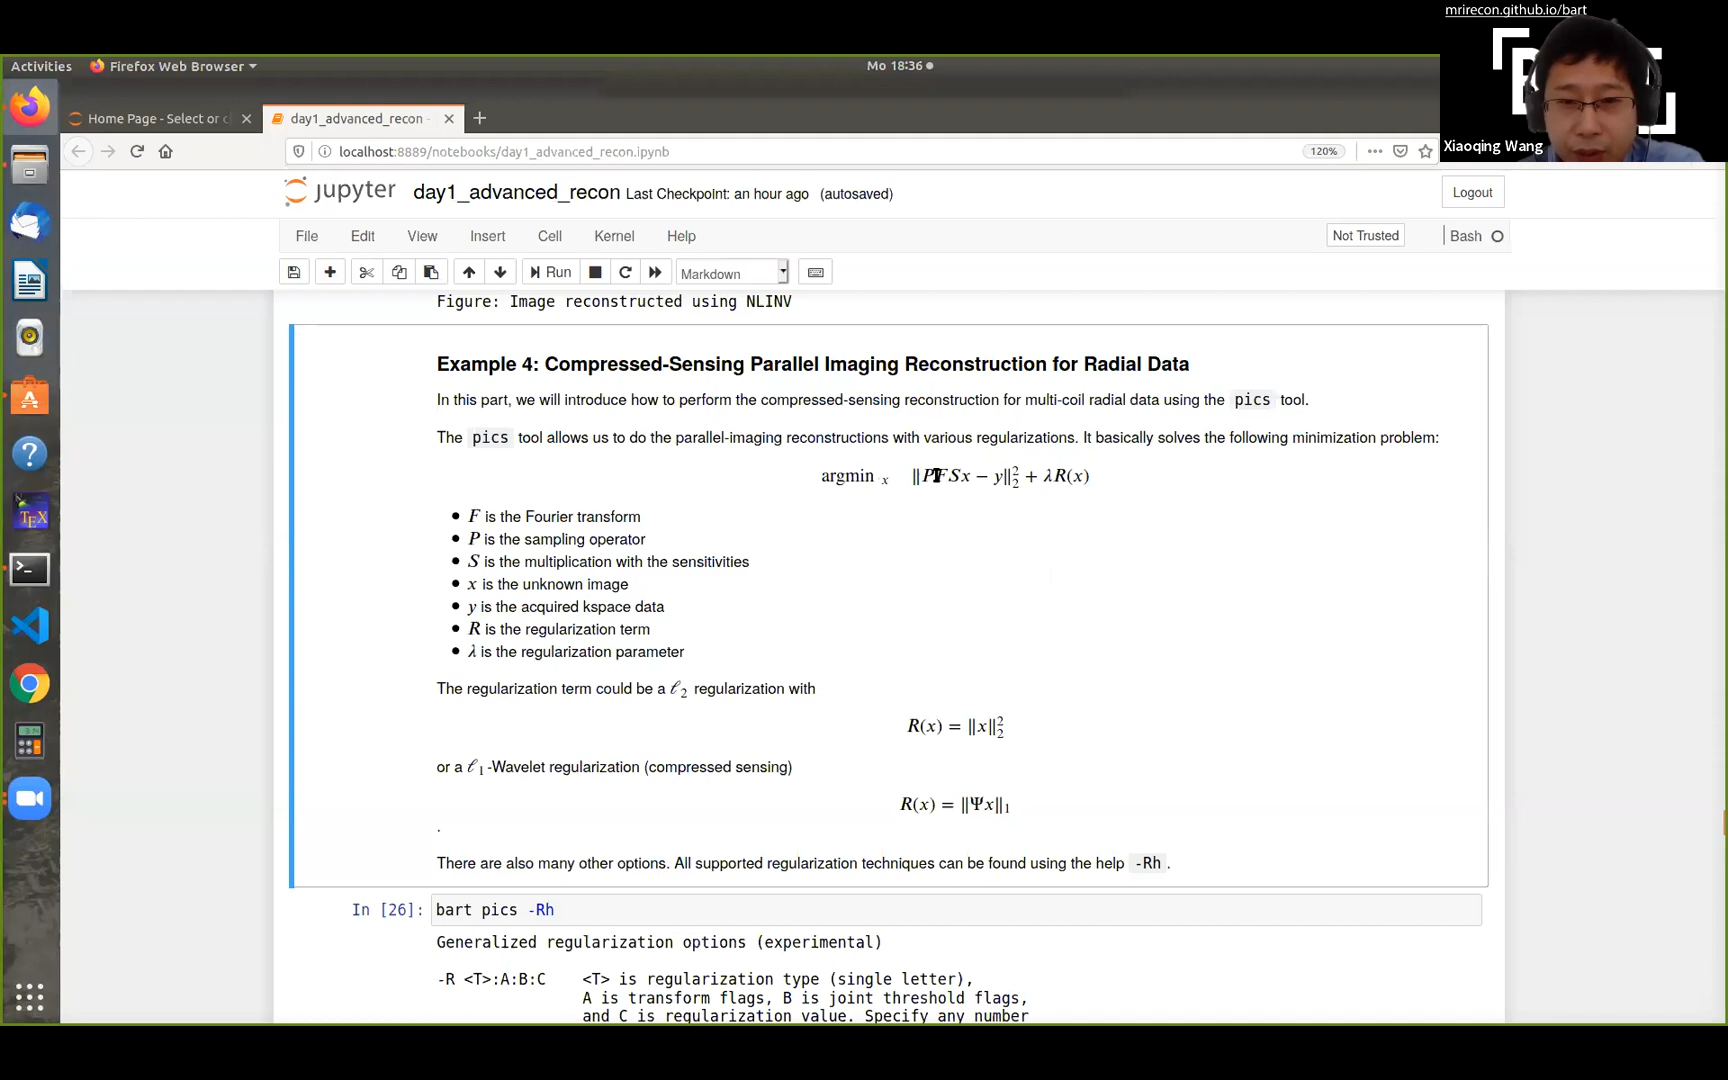 mrirecon.github.io/bart
Activities Firefox Web Browser Mo 18:36
Xiaoqing Wang
Home Page - Select or c day1_advanced_recon -
localhost:8889/notebooks/day1_advanced_recon.ipynb 120%
jupyter day1_advanced_recon Last Checkpoint: an hour ago (autosaved) Logout
File Edit View Insert Cell Kernel Help Not Trusted Bash
Run Markdown
Figure: Image reconstructed using NLINV
Example 4: Compressed-Sensing Parallel Imaging Reconstruction for Radial Data
In this part, we will introduce how to perform the compressed-sensing reconstruction for multi-coil radial data using the pics tool.
The pics tool allows us to do the parallel-imaging reconstructions with various regularizations. It basically solves the following minimization problem:
argmin x ‖PFSx − y‖₂² + λR(x)
• F is the Fourier transform
• P is the sampling operator
• S is the multiplication with the sensitivities
• x is the unknown image
• y is the acquired kspace data
• R is the regularization term
• λ is the regularization parameter
The regularization term could be a ℓ₂ regularization with
R(x) = ‖x‖₂²
or a ℓ₁-Wavelet regularization (compressed sensing)
R(x) = ‖Ψx‖₁
.
There are also many other options. All supported regularization techniques can be found using the help -Rh.
In [26]: bart pics -Rh
Generalized regularization options (experimental)
-R <T>:A:B:C <T> is regularization type (single letter),
A is transform flags, B is joint threshold flags,
and C is regularization value. Specify any number